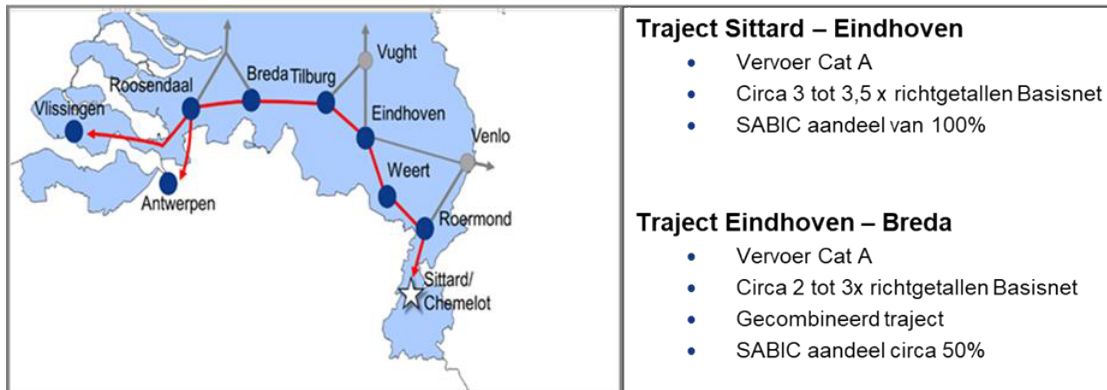 Vught
Breda
Tilburg
Roosendaal
Vlissingen
Eindhoven
Venlo
Weert
Antwerpen
Roermond
Sittard/
Chemelot
Traject Sittard – Eindhoven
• Vervoer Cat A
• Circa 3 tot 3,5 x richtgetallen Basisnet
• SABIC aandeel van 100%
Traject Eindhoven – Breda
• Vervoer Cat A
• Circa 2 tot 3x richtgetallen Basisnet
• Gecombineerd traject
• SABIC aandeel circa 50%